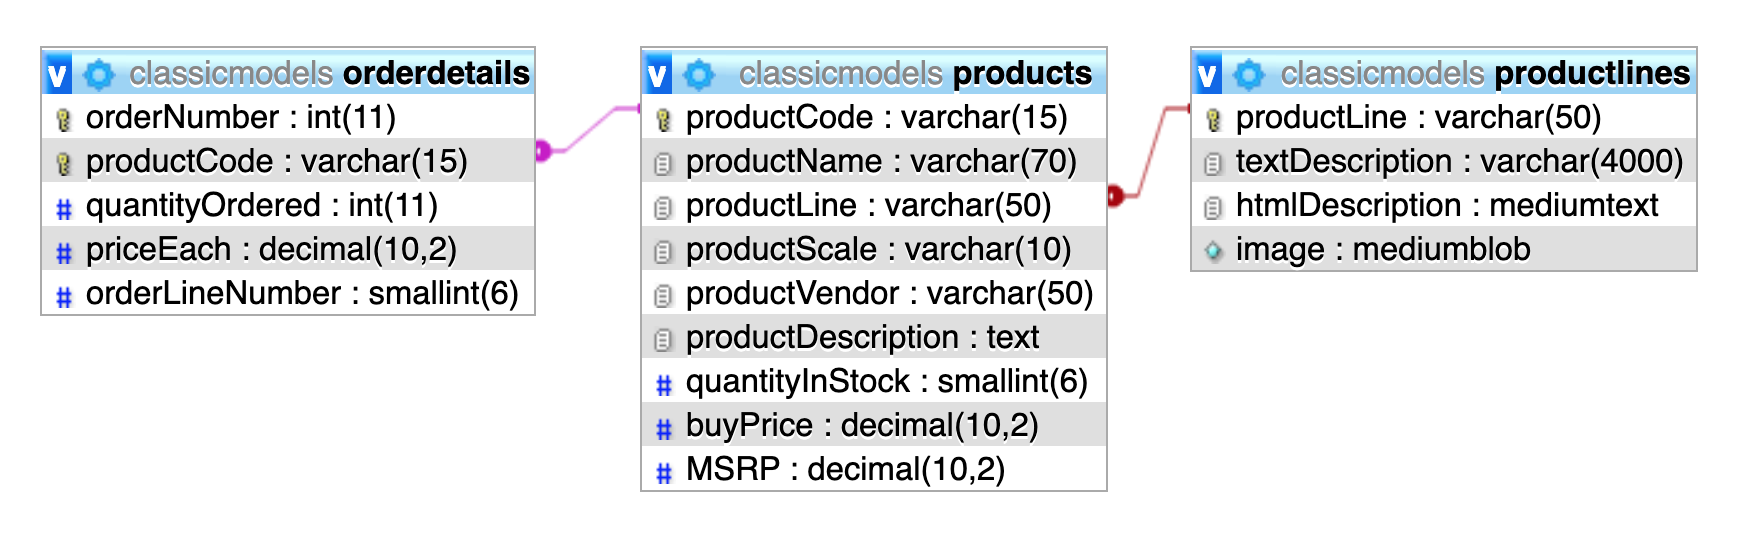 v classicmodels orderdetails
orderNumber : int(11)
productCode : varchar(15)
# quantityOrdered : int(11)
# priceEach : decimal(10,2)
# orderLineNumber : smallint(6)
v classicmodels products
productCode : varchar(15)
productName : varchar(70)
productLine : varchar(50)
productScale : varchar(10)
productVendor : varchar(50)
productDescription : text
# quantityInStock : smallint(6)
# buyPrice : decimal(10,2)
# MSRP : decimal(10,2)
v classicmodels productlines
productLine : varchar(50)
textDescription : varchar(4000)
htmlDescription : mediumtext
image : mediumblob